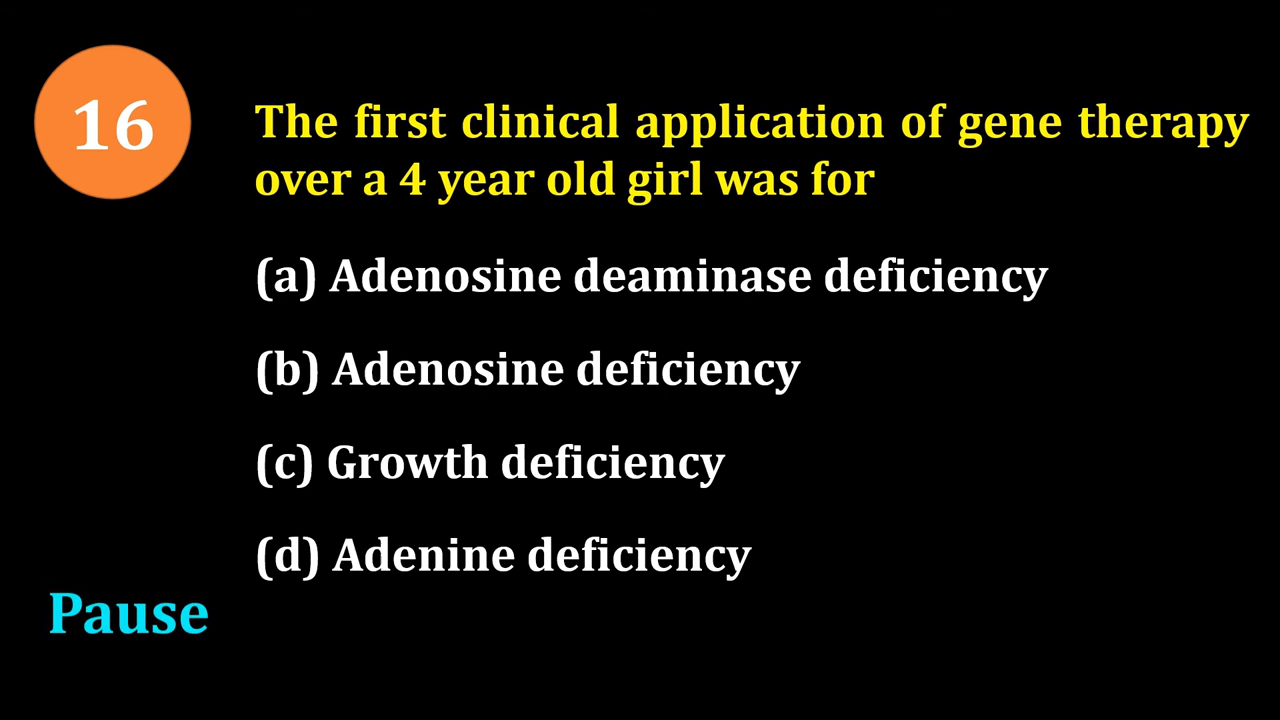 16
The first clinical application of gene therapy
over a 4 year old girl was for
(a) Adenosine deaminase deficiency
(b) Adenosine deficiency
(c) Growth deficiency
(d) Adenine deficiency
Pause